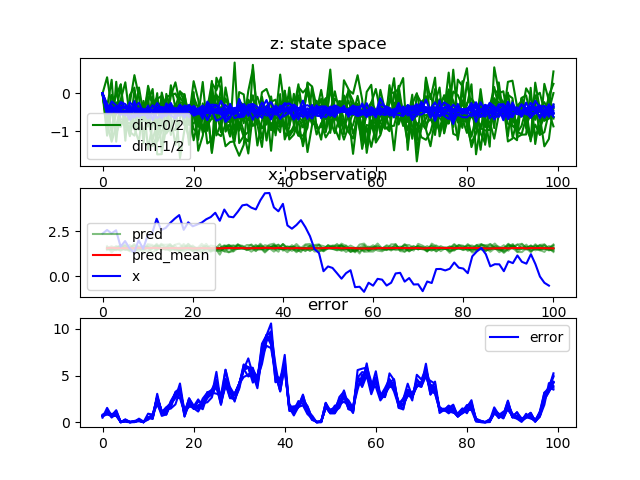 z: state space
0
−1
dim-0/2
dim-1/2
0 20 40 60 80 100
x: observation
2.5
0.0
pred
pred_mean
x
0 20 40 60 80 100
error
10
5
0
error
0 20 40 60 80 100